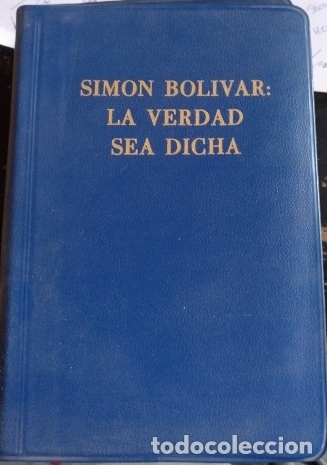 SIMON BOLIVAR:
LA VERDAD
SEA DICHA
todocoleccion